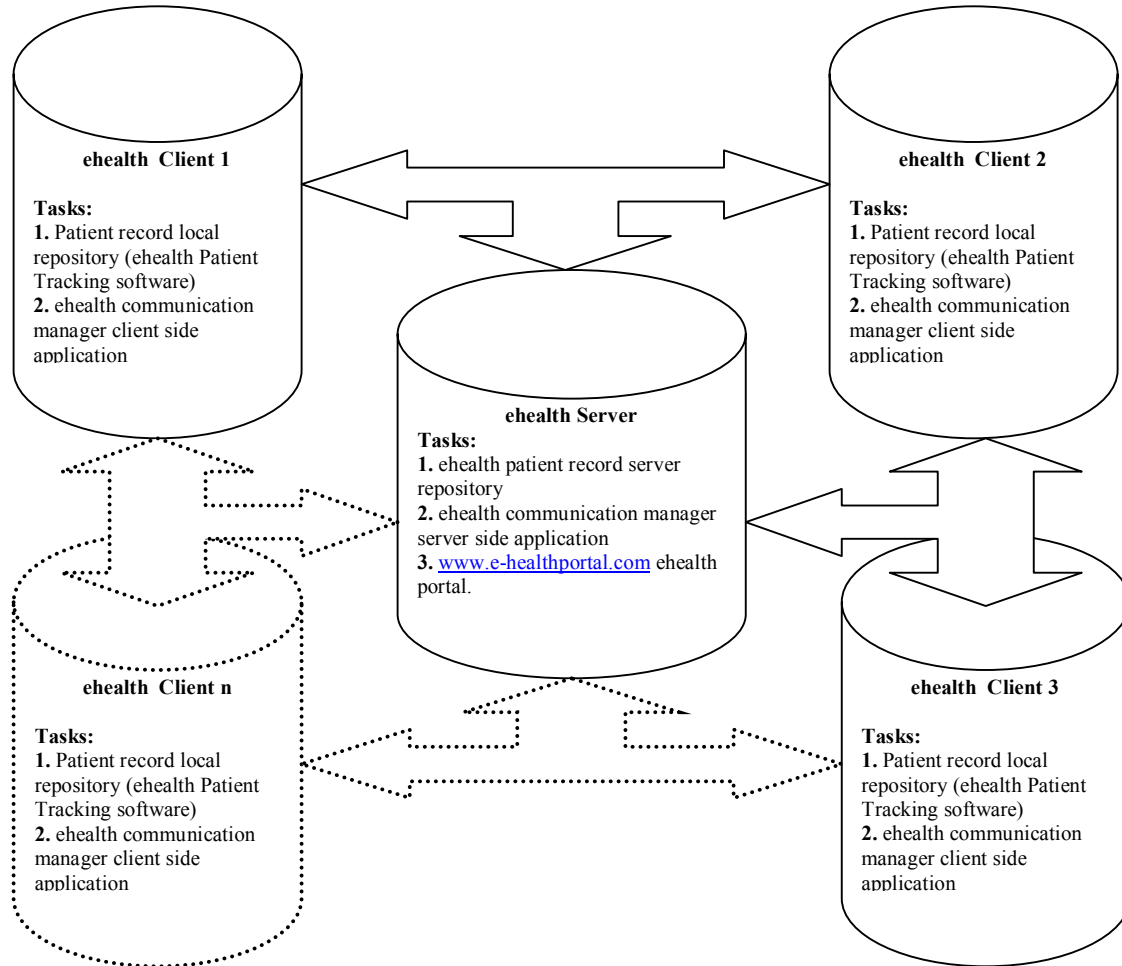 ehealth Client 1
Tasks:
1. Patient record local
repository (ehealth Patient
Tracking software)
2. ehealth communication
manager client side
application
ehealth Client 2
Tasks:
1. Patient record local
repository (ehealth Patient
Tracking software)
2. ehealth communication
manager client side
application
ehealth Server
Tasks:
1. ehealth patient record server
repository
2. ehealth communication manager
server side application
3. www.e-healthportal.com ehealth
portal.
ehealth Client n
Tasks:
1. Patient record local
repository (ehealth Patient
Tracking software)
2. ehealth communication
manager client side
application
ehealth Client 3
Tasks:
1. Patient record local
repository (ehealth Patient
Tracking software)
2. ehealth communication
manager client side
application